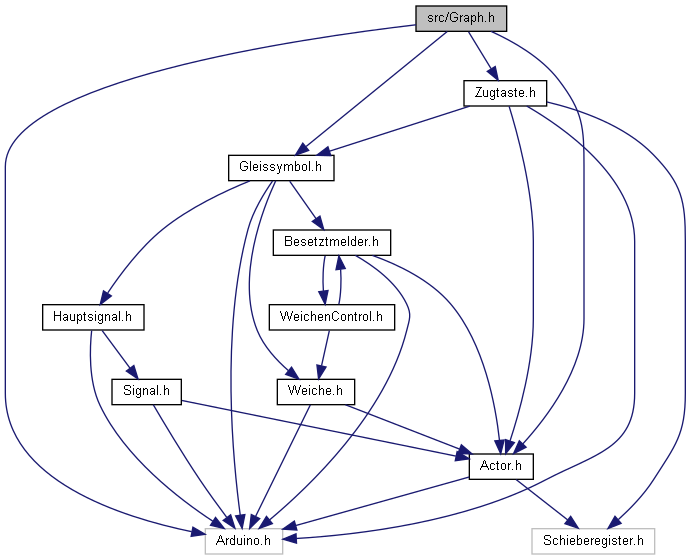 src/Graph.h
Zugtaste.h
Gleissymbol.h
Besetztmelder.h
Hauptsignal.h
WeichenControl.h
Signal.h
Weiche.h
Actor.h
Arduino.h
Schieberegister.h